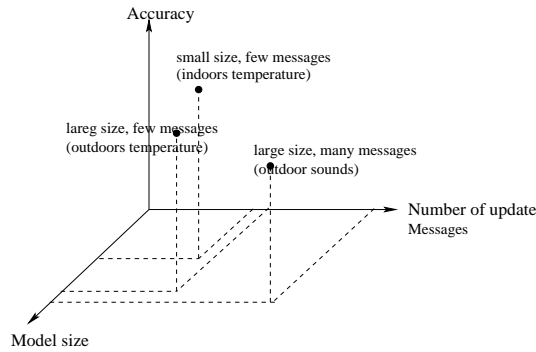 Accuracy
small size, few messages
(indoors temperature)
lareg size, few messages
(outdoors temperature)
large size, many messages
(outdoor sounds)
Number of update
Messages
Model size